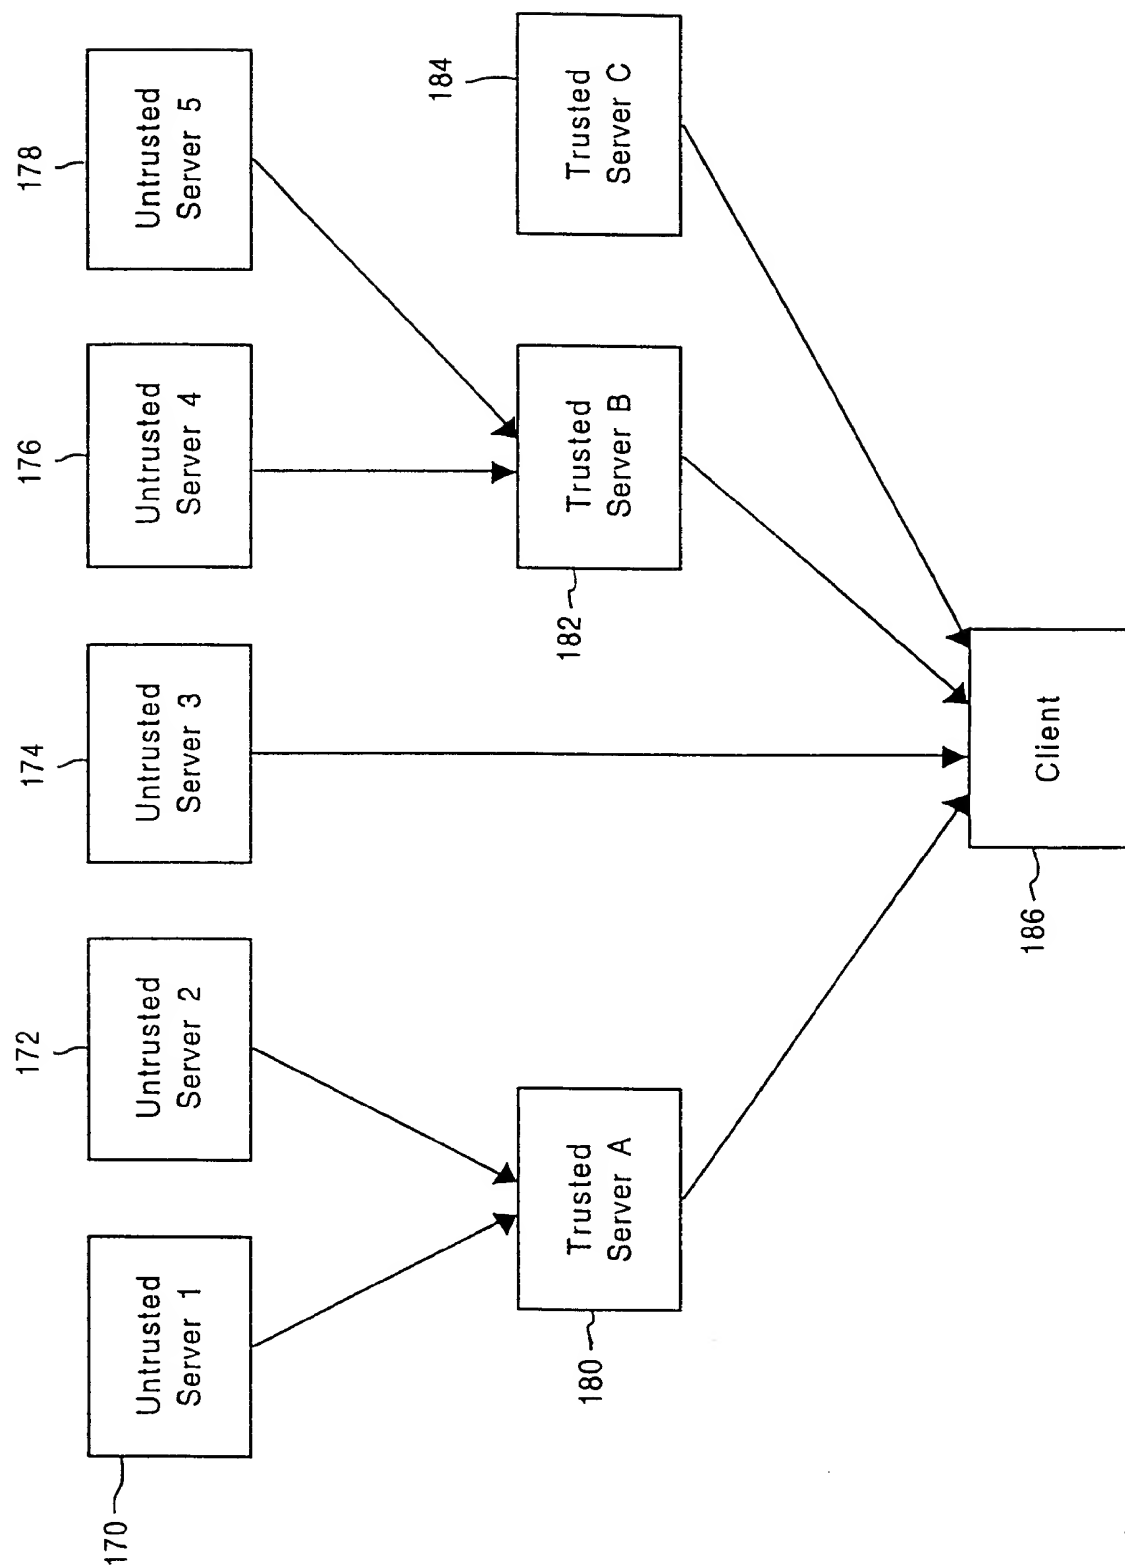 170
Untrusted
Server 1
172
Untrusted
Server 2
174
Untrusted
Server 3
176
Untrusted
Server 4
178
Untrusted
Server 5
180
Trusted
Server A
182
Trusted
Server B
184
Trusted
Server C
186
Client